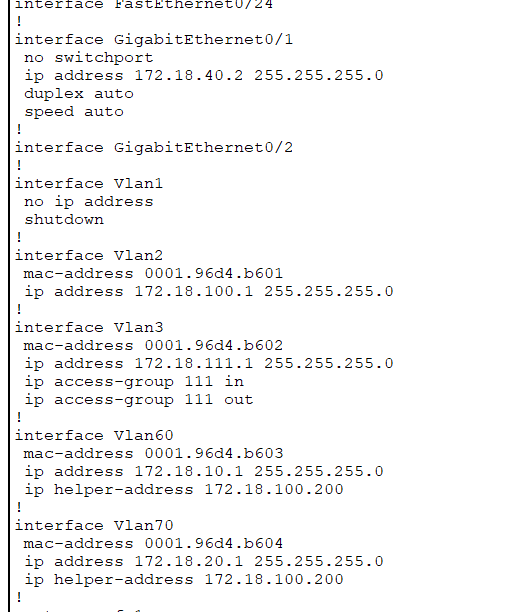 interface FastEthernet0/24
!
interface GigabitEthernet0/1
no switchport
ip address 172.18.40.2 255.255.255.0
duplex auto
speed auto
!
interface GigabitEthernet0/2
!
interface Vlan1
no ip address
shutdown
!
interface Vlan2
mac-address 0001.96d4.b601
ip address 172.18.100.1 255.255.255.0
!
interface Vlan3
mac-address 0001.96d4.b602
ip address 172.18.111.1 255.255.255.0
ip access-group 111 in
ip access-group 111 out
!
interface Vlan60
mac-address 0001.96d4.b603
ip address 172.18.10.1 255.255.255.0
ip helper-address 172.18.100.200
!
interface Vlan70
mac-address 0001.96d4.b604
ip address 172.18.20.1 255.255.255.0
ip helper-address 172.18.100.200
!